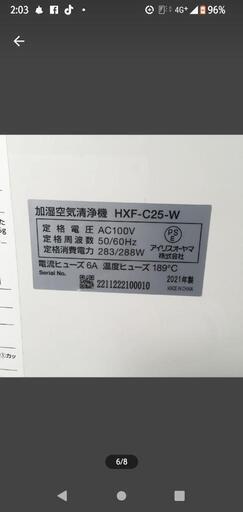 2:03
4G+
96%
加湿空気清浄機 HXF-C25-W
定格電圧 AC100V
定格周波数 50/60Hz
定格消費電力 283/288W
PS
E
アイリスオーヤマ
株式会社
電流ヒューズ 6A 温度ヒューズ 189℃
Serial No.
2211222100010
2021年製
MADE IN CHINA
6/8